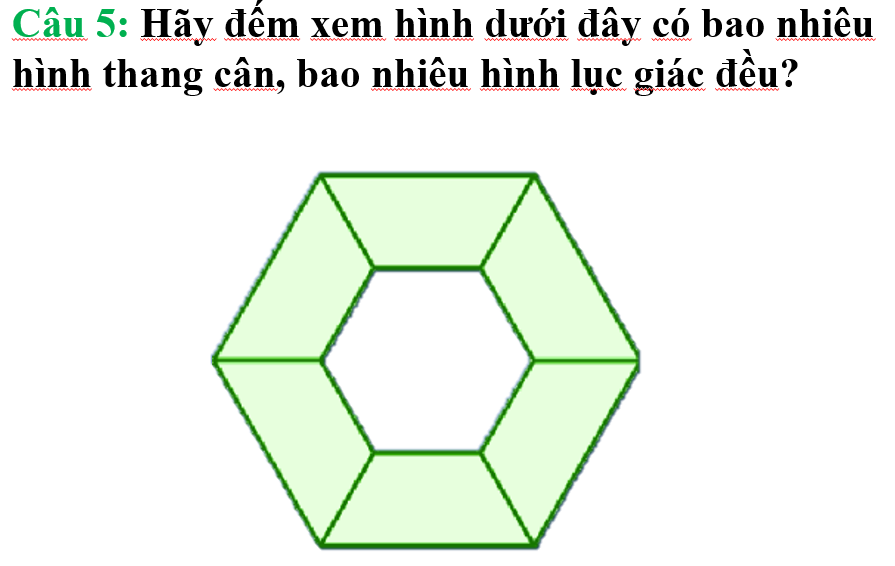 Câu 5: Hãy đếm xem hình dưới đây có bao nhiêu
hình thang cân, bao nhiêu hình lục giác đều?